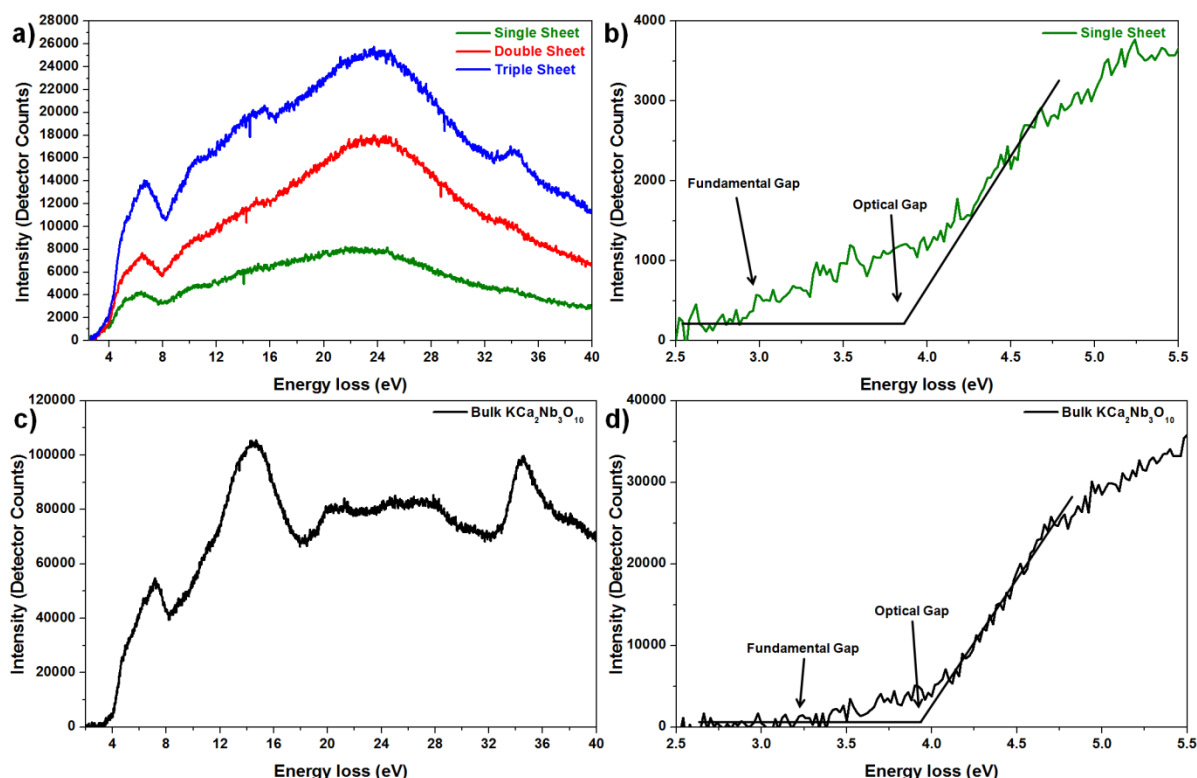 a)
Single Sheet
Double Sheet
Triple Sheet
Intensity (Detector Counts)
28000
26000
24000
22000
20000
18000
16000
14000
12000
10000
8000
6000
4000
2000
0
4 8 12 16 20 24 28 32 36 40
Energy loss (eV)
b)
Single Sheet
Fundamental Gap
Optical Gap
Intensity (Detector Counts)
4000
3000
2000
1000
0
2.5 3.0 3.5 4.0 4.5 5.0 5.5
Energy loss (eV)
c)
Bulk KCa₂Nb₃O₁₀
Intensity (Detector Counts)
120000
100000
80000
60000
40000
20000
0
4 8 12 16 20 24 28 32 36 40
Energy loss (eV)
d)
Bulk KCa₂Nb₃O₁₀
Optical Gap
Fundamental Gap
Intensity (Detector Counts)
40000
30000
20000
10000
0
2.5 3.0 3.5 4.0 4.5 5.0 5.5
Energy loss (eV)